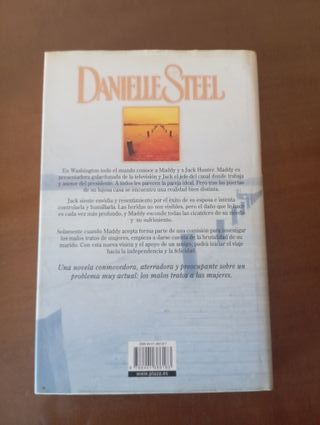 DANIELLE STEEL
En Washington todo el mundo conoce a Maddy y a Jack Hunter. Maddy es
presentadora galardonada de la televisión y Jack el jefe del canal donde trabaja
y asesor del presidente. A todos les parecen la pareja ideal. Pero tras las puertas
de su lujosa casa se encuentra una realidad bien distinta.
Jack siente envidia y resentimiento por el éxito de su esposa e intenta
controlarla y humillarla. Las heridas no son visibles, pero el daño que le
es cada vez más profundo, y Maddy esconde todas las cicatrices de su miedo
y su sufrimiento.
Solamente cuando Maddy acepta formar parte de una comisión para investigar
los malos tratos de mujeres, empieza a darse cuenta de la brutalidad de su
marido. Con esta nueva visión y el apoyo de un amigo, podrá iniciar el viaje
hacia la independencia y la felicidad.
Una novela conmovedora, aterradora y preocupante sobre un
problema muy actual: los malos tratos a las mujeres.
www.plaza.es